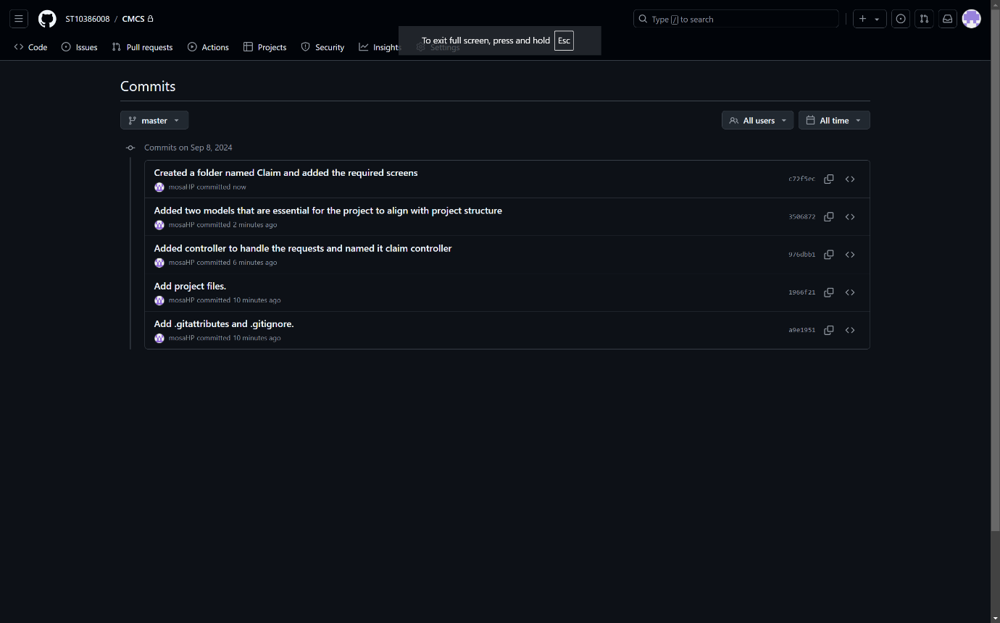 ST10386008 / CMCS
Type / to search
To exit full screen, press and hold Esc
Code Issues Pull requests Actions Projects Security Insights Settings
Commits
master
All users All time
Commits on Sep 8, 2024
Created a folder named Claim and added the required screens
mosaHP committed now
c72f5ec
Added two models that are essential for the project to align with project structure
mosaHP committed 2 minutes ago
3506872
Added controller to handle the requests and named it claim controller
mosaHP committed 6 minutes ago
976dbb1
Add project files.
mosaHP committed 10 minutes ago
1966f21
Add .gitattributes and .gitignore.
mosaHP committed 10 minutes ago
a9e1951